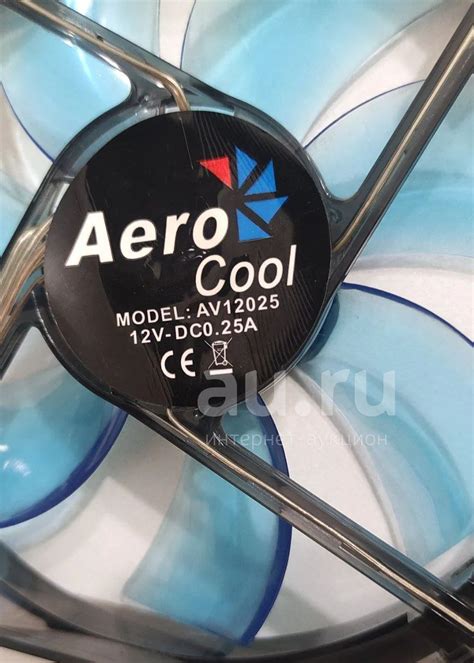 Aero
Cool
MODEL: AV12025
12V-DC0.25A
CE
au.ru
интернет-аукцион